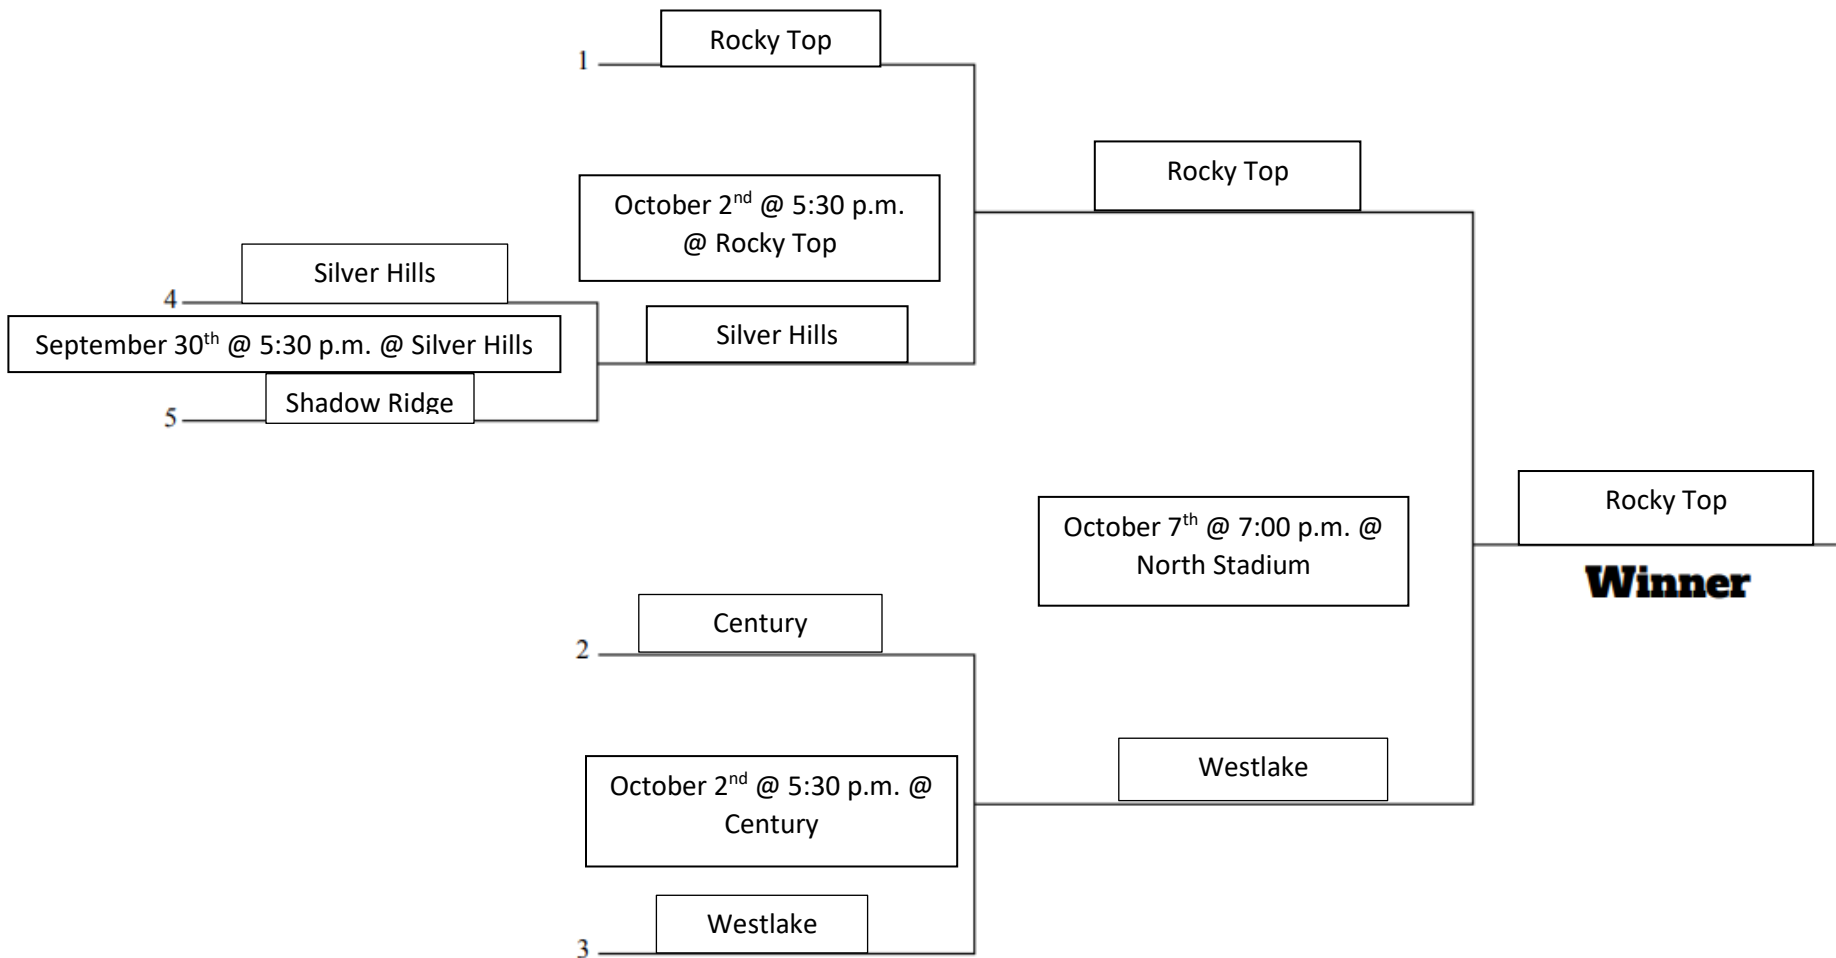 1
Rocky Top
October 2nd @ 5:30 p.m.
@ Rocky Top
Rocky Top
4
Silver Hills
September 30th @ 5:30 p.m. @ Silver Hills
5
Shadow Ridge
Silver Hills
October 7th @ 7:00 p.m. @
North Stadium
Rocky Top
Winner
2
Century
October 2nd @ 5:30 p.m. @
Century
Westlake
3
Westlake